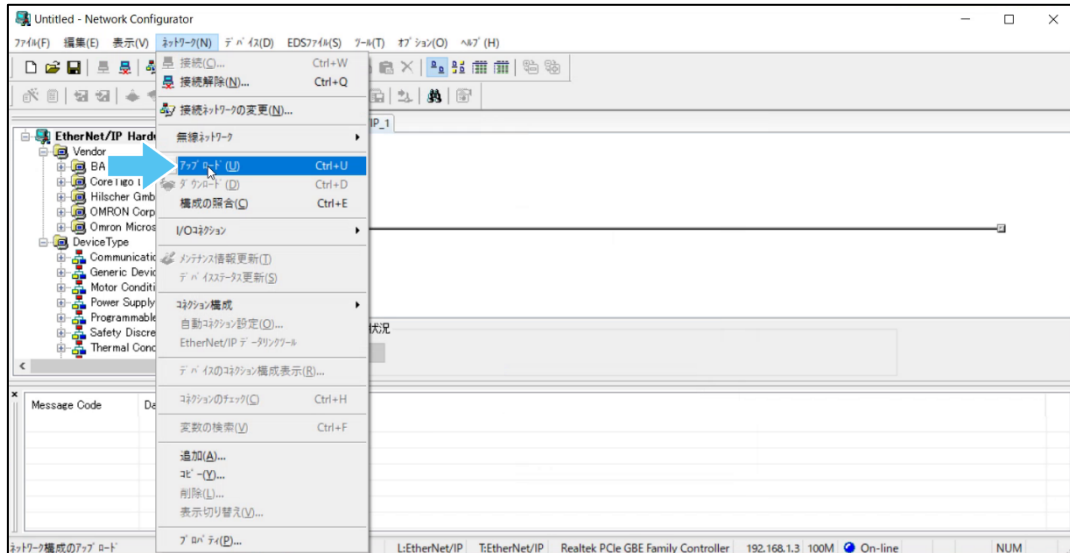 Untitled - Network Configurator
ファイル(F) 編集(E) 表示(V) ネットワーク(N) デバイス(D) EDSファイル(S) ツール(T) オプション(O) ヘルプ(H)
接続(C)... Ctrl+W
接続解除(N)... Ctrl+Q
接続ネットワークの変更(N)...
無線ネットワーク
アップロード(U) Ctrl+U
ダウンロード(D) Ctrl+D
構成の照合(C) Ctrl+E
I/Oコネクション
メンテナンス情報更新(T)
デバイスステータス更新(S)
コネクション構成
自動コネクション設定(O)...
EtherNet/IP データリンクツール
デバイスのコネクション構成表示(R)...
コネクションのチェック(C) Ctrl+H
変数の検索(V) Ctrl+F
追加(A)...
コピー(Y)...
削除(L)...
表示切り替え(V)...
プロパティ(P)...
IP_1
EtherNet/IP Hard
Vendor
BA
CoreTigo
Hilscher Gmb
OMRON Corp
Omron Micros
DeviceType
Communicatio
Generic Devic
Motor Conditi
Power Supply
Programmable
Safety Discre
Thermal Cond
状況
Message Code Da
ネットワーク構成のアップロード L:EtherNet/IP T:EtherNet/IP Realtek PCIe GBE Family Controller 192.168.1.3 100M On-line NUM